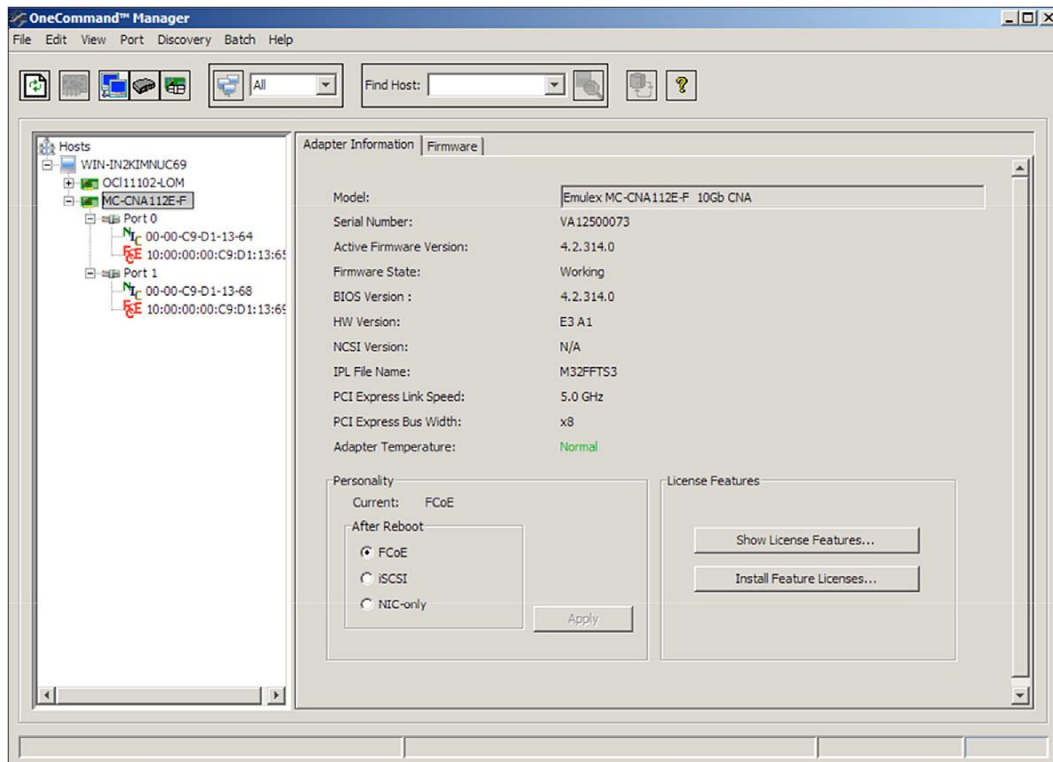 OneCommand™ Manager
File Edit View Port Discovery Batch Help
All
Find Host:
Hosts
WIN-IN2KIMNUC69
OCl11102-LOM
MC-CNA112E-F
Port 0
NIC 00-00-C9-D1-13-64
FCoE 10:00:00:00:C9:D1:13:65
Port 1
NIC 00-00-C9-D1-13-68
FCoE 10:00:00:00:C9:D1:13:69
Adapter Information Firmware
Model: Emulex MC-CNA112E-F 10Gb CNA
Serial Number: VA12500073
Active Firmware Version: 4.2.314.0
Firmware State: Working
BIOS Version : 4.2.314.0
HW Version: E3 A1
NCSI Version: N/A
IPL File Name: M32FFTS3
PCI Express Link Speed: 5.0 GHz
PCI Express Bus Width: x8
Adapter Temperature: Normal
Personality
Current: FCoE
After Reboot
FCoE
iSCSI
NIC-only
Apply
License Features
Show License Features...
Install Feature Licenses...